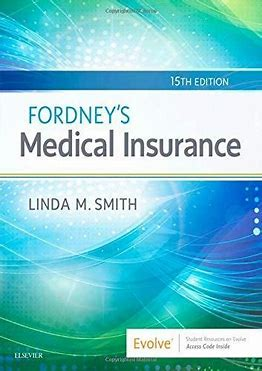 15TH EDITION
FORDNEY'S
Medical Insurance
LINDA M. SMITH
ELSEVIER
Evolve
Student Resources on Evolve
Access Code Inside